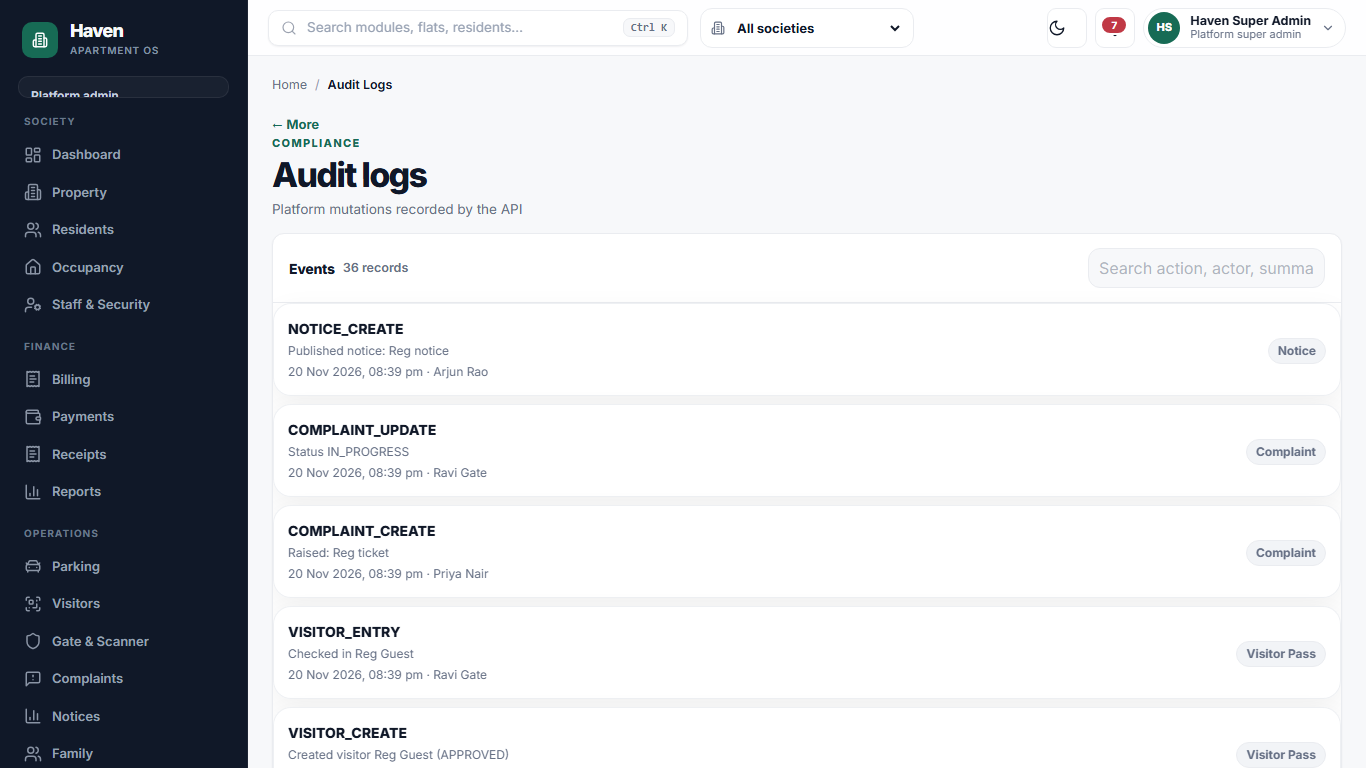 Haven
APARTMENT OS
Platform admin
SOCIETY
Dashboard
Property
Residents
Occupancy
Staff & Security
FINANCE
Billing
Payments
Receipts
Reports
OPERATIONS
Parking
Visitors
Gate & Scanner
Complaints
Notices
Family
Search modules, flats, residents...
Ctrl K
All societies
7
HS
Haven Super Admin
Platform super admin
Home / Audit Logs
← More
COMPLIANCE
Audit logs
Platform mutations recorded by the API
Events 36 records
Search action, actor, summa
NOTICE_CREATE
Published notice: Reg notice
20 Nov 2026, 08:39 pm · Arjun Rao
Notice
COMPLAINT_UPDATE
Status IN_PROGRESS
20 Nov 2026, 08:39 pm · Ravi Gate
Complaint
COMPLAINT_CREATE
Raised: Reg ticket
20 Nov 2026, 08:39 pm · Priya Nair
Complaint
VISITOR_ENTRY
Checked in Reg Guest
20 Nov 2026, 08:39 pm · Ravi Gate
Visitor Pass
VISITOR_CREATE
Created visitor Reg Guest (APPROVED)
Visitor Pass